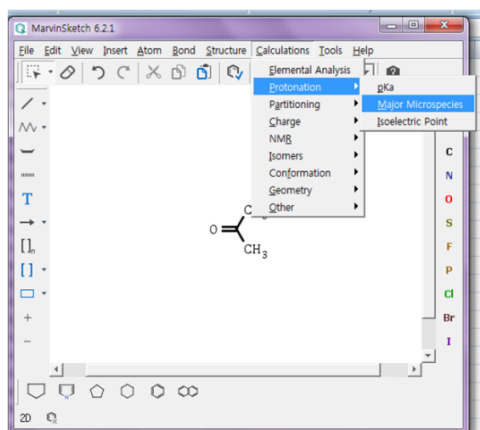 MarvinSketch 6.2.1
File Edit View Insert Atom Bond Structure Calculations Tools Help
Elemental Analysis
Protonation
Partitioning
Charge
NMR
Isomers
Conformation
Geometry
Other
pKa
Major Microspecies
Isoelectric Point
T
[]n
[]
C
O
CH3
C
N
O
S
F
P
Cl
Br
I
2D